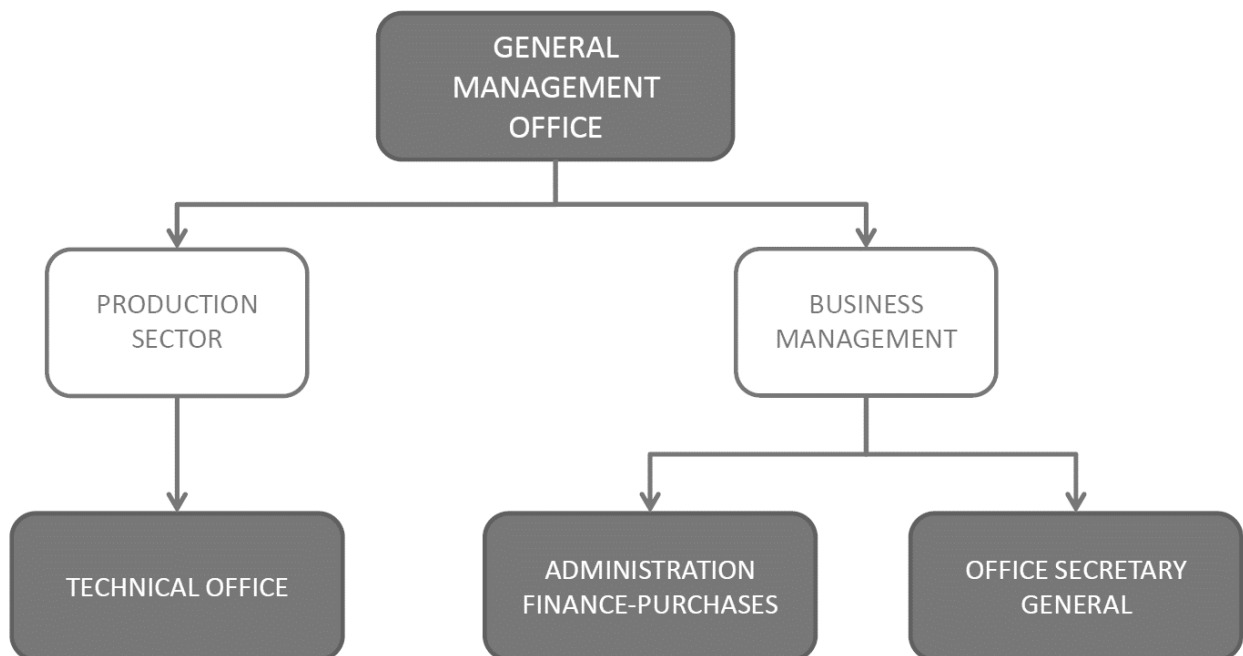 GENERAL
MANAGEMENT
OFFICE
PRODUCTION
SECTOR
BUSINESS
MANAGEMENT
TECHNICAL OFFICE
ADMINISTRATION
FINANCE-PURCHASES
OFFICE SECRETARY
GENERAL